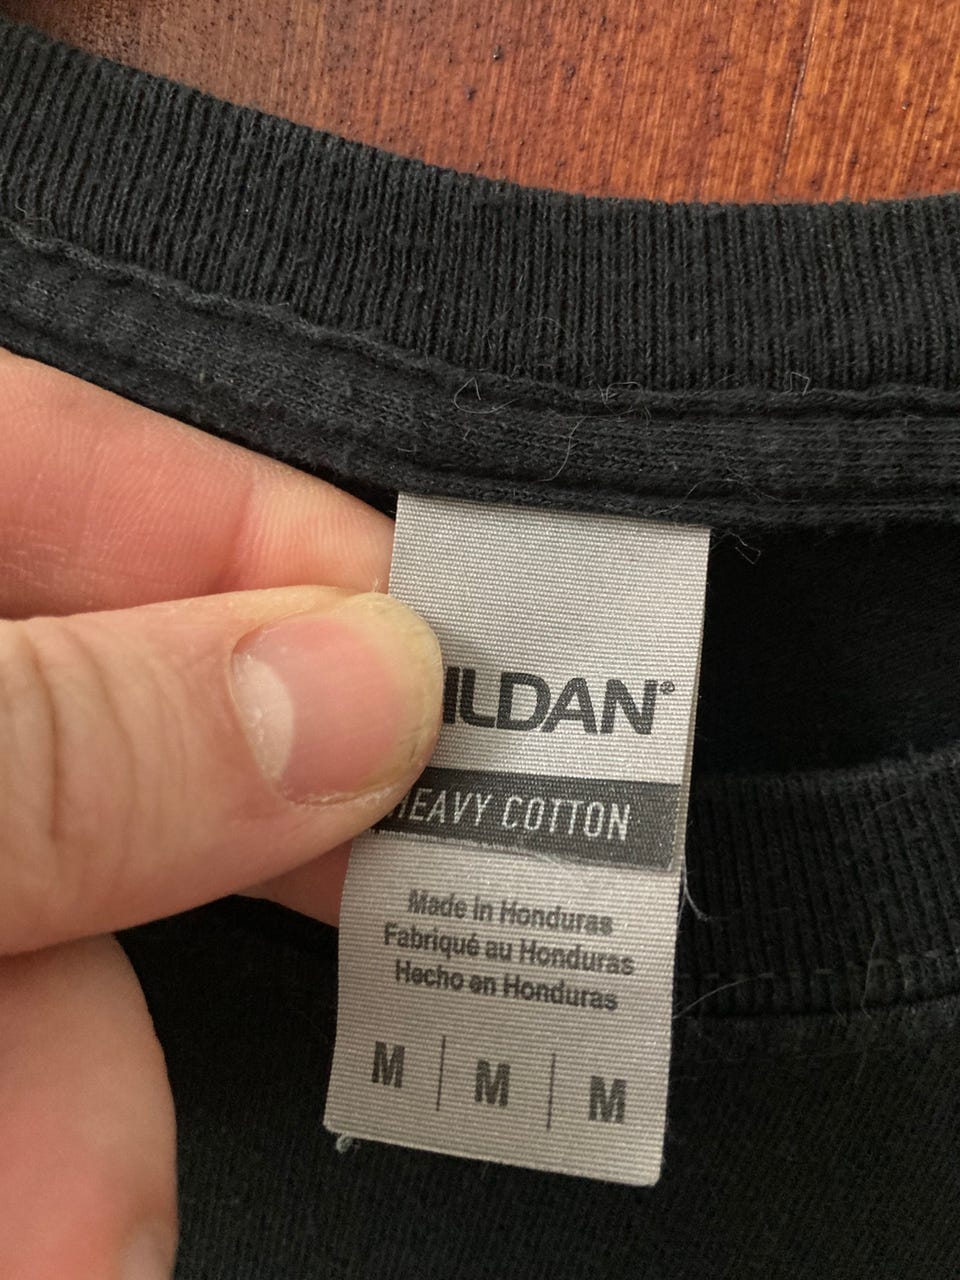 ILDAN®
HEAVY COTTON
Made in Honduras
Fabriqué au Honduras
Hecho en Honduras
M | M | M